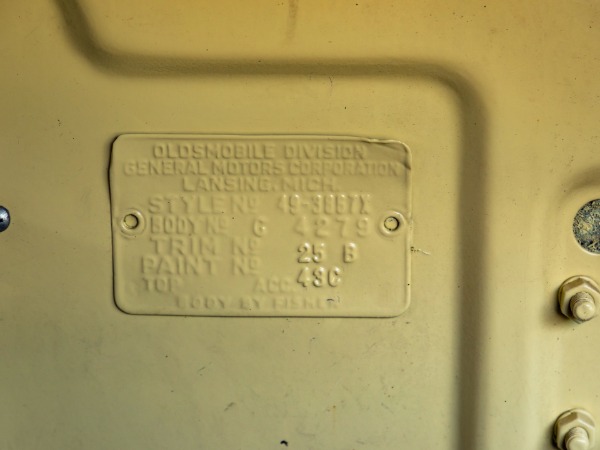 OLDSMOBILE DIVISION
GENERAL MOTORS CORPORATION
LANSING, MICH.
STYLE Nº 49-3867X
BODY Nº G 4279
TRIM Nº 25 B
PAINT Nº 43C
TOP ACC.
BODY BY FISHER